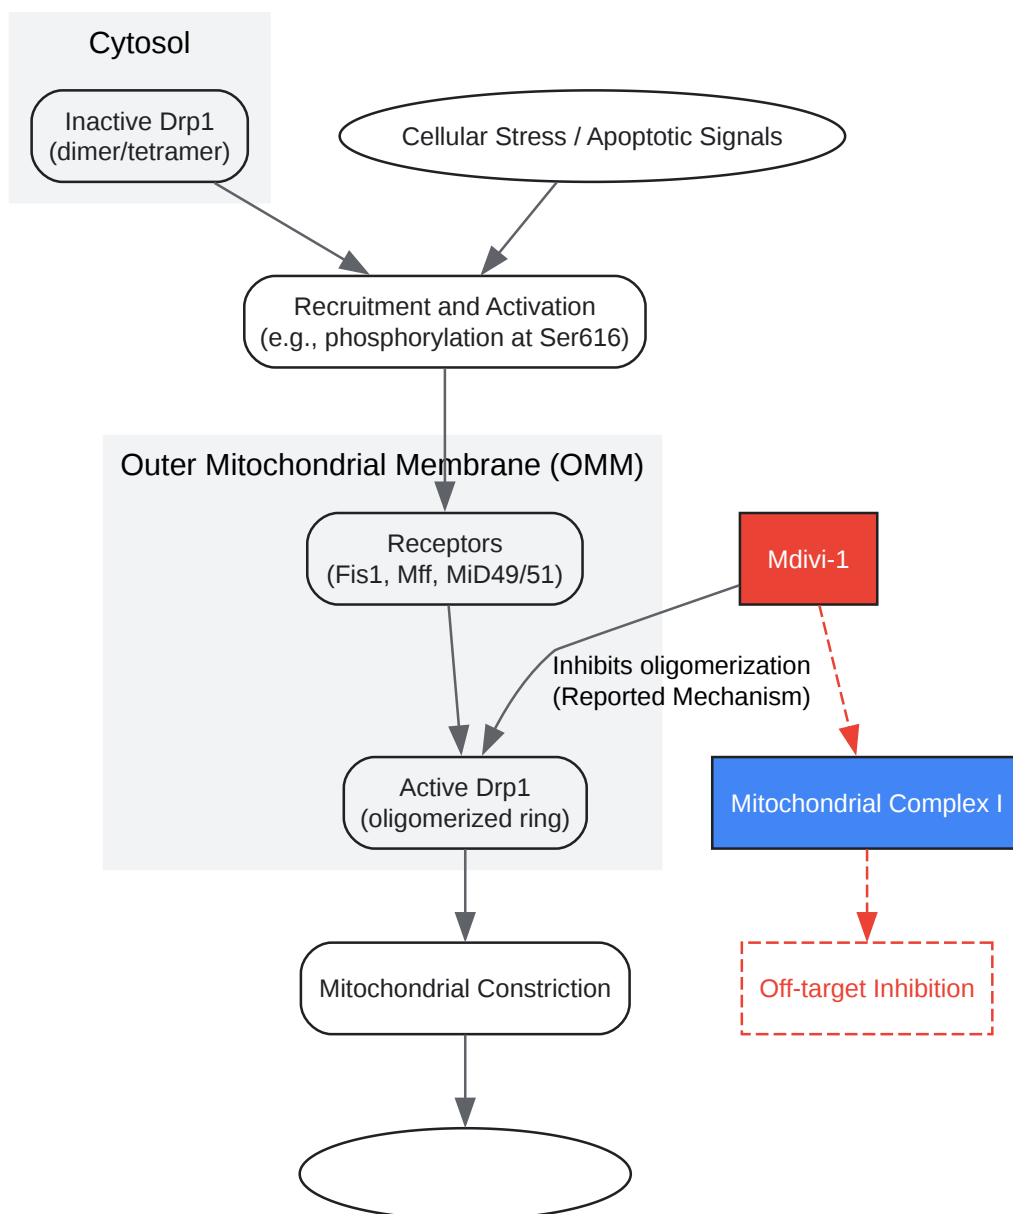 Cytosol
Inactive Drp1
(dimer/tetramer)
Cellular Stress / Apoptotic Signals
Recruitment and Activation
(e.g., phosphorylation at Ser616)
Outer Mitochondrial Membrane (OMM)
Receptors
(Fis1, Mff, MiD49/51)
Mdivi-1
Inhibits oligomerization
(Reported Mechanism)
Active Drp1
(oligomerized ring)
Mitochondrial Complex I
Mitochondrial Constriction
Off-target Inhibition